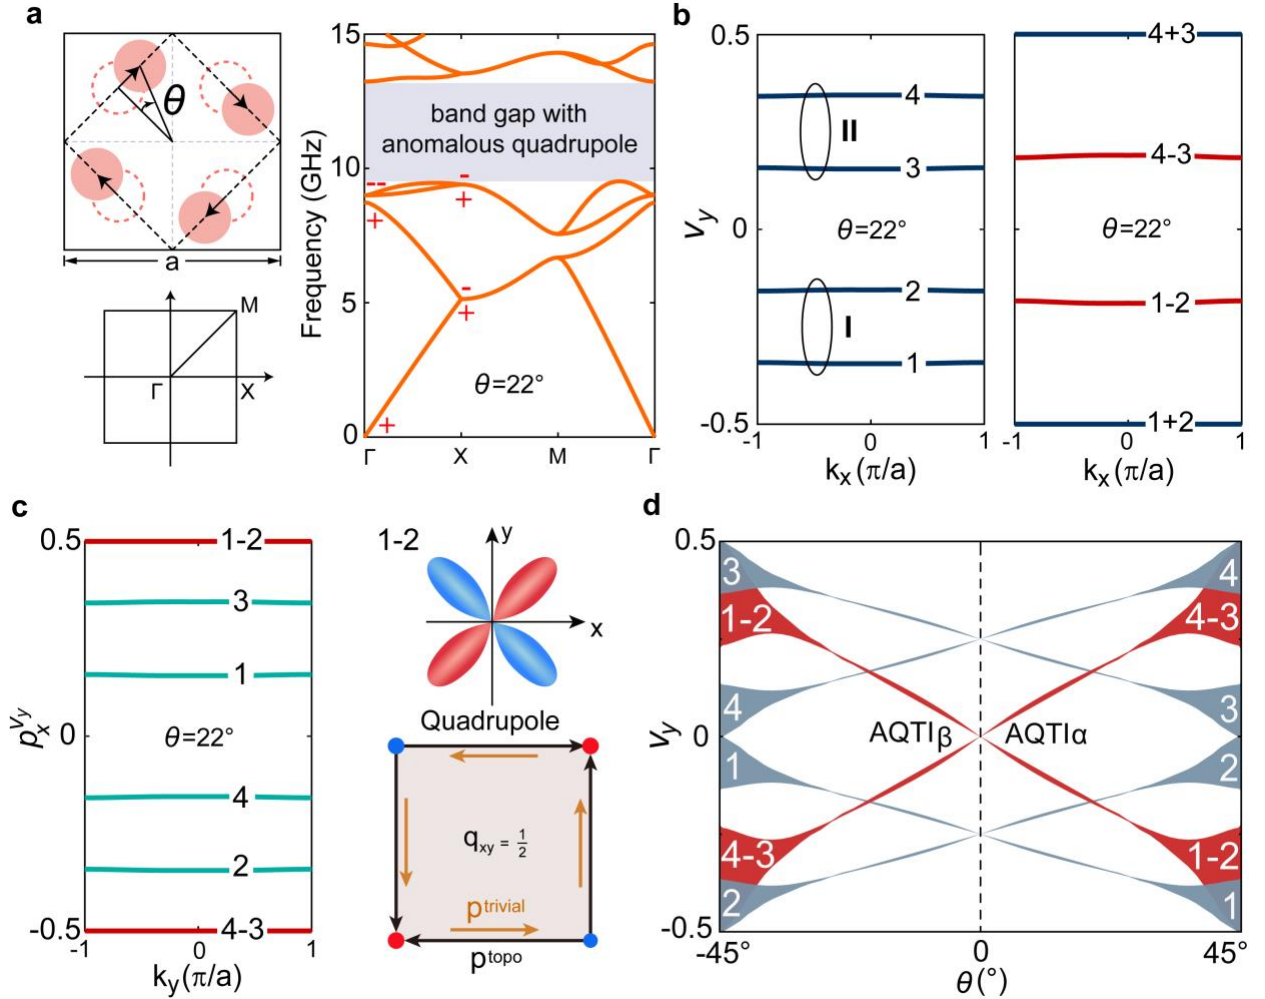 a
θ
a
M
Γ
X
Frequency (GHz)
15
10
5
0
band gap with
anomalous quadrupole
--
+
-
+
-
+
+
θ=22°
Γ
X
M
Γ
b
ν_y
0.5
0
-0.5
4
II
3
θ=22°
2
I
1
-1
0
1
k_x(π/a)
4+3
4-3
θ=22°
1-2
1+2
-1
0
1
k_x(π/a)
c
p_x^{ν_y}
0.5
0
-0.5
1-2
3
1
θ=22°
4
2
4-3
-1
0
1
k_y(π/a)
1-2
y
x
Quadrupole
q_xy = 1/2
p^trivial
p^topo
d
ν_y
0.5
0
-0.5
3
1-2
4
1
4-3
2
AQTIβ
AQTIα
4
4-3
3
2
1-2
1
-45°
0
45°
θ(°)